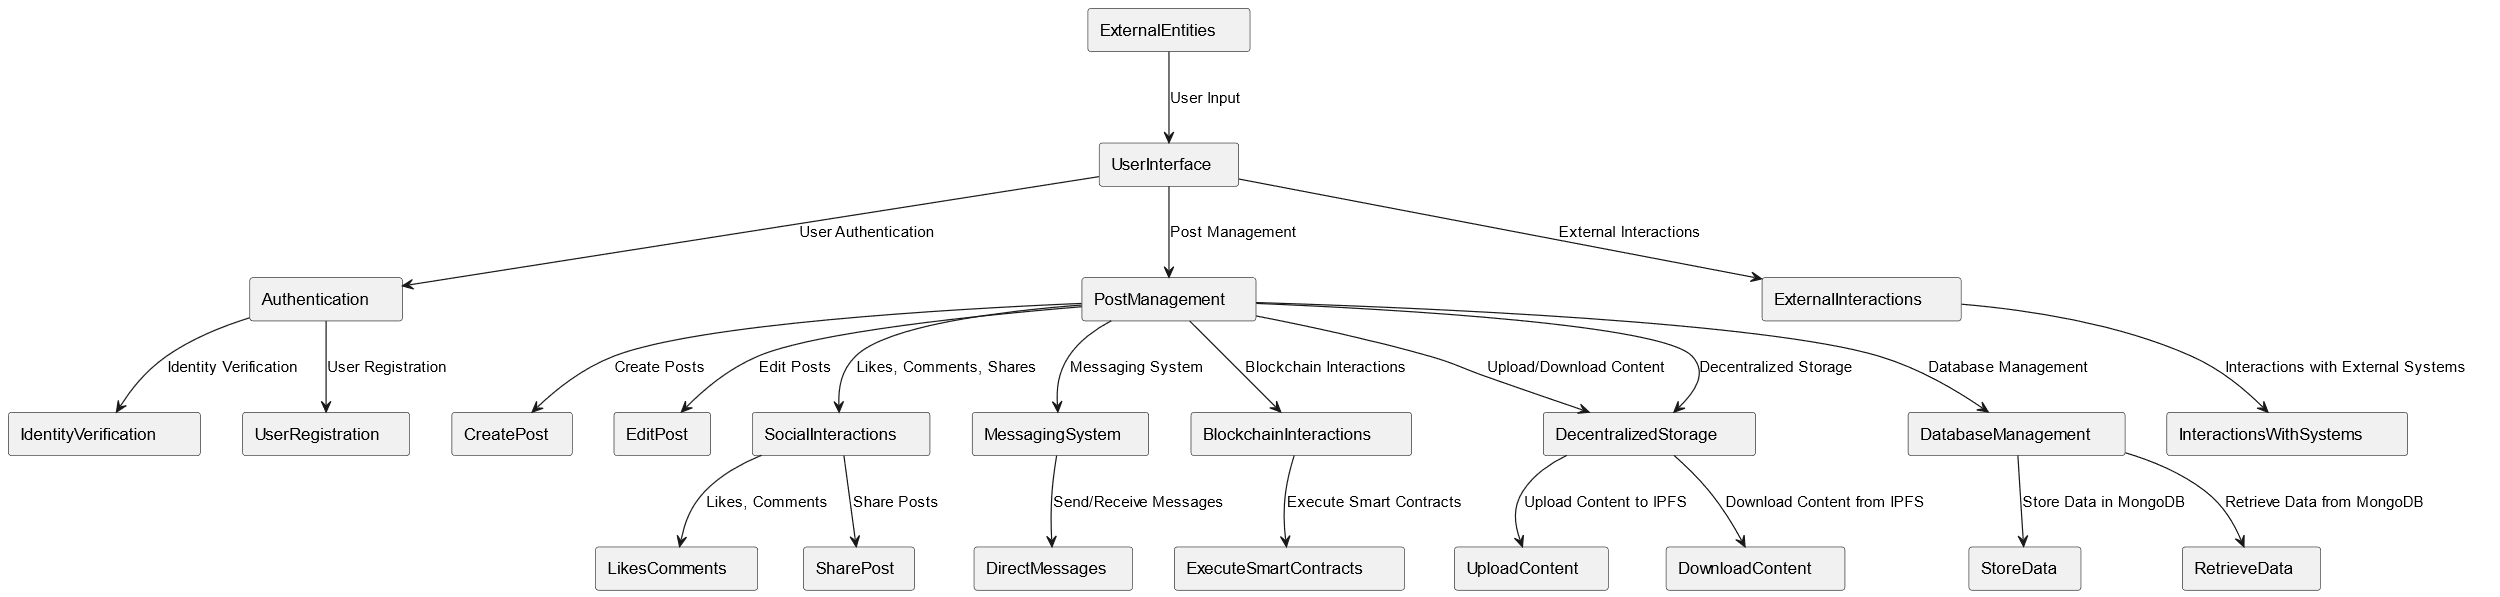 ExternalEntities
User Input
UserInterface
User Authentication
Post Management
External Interactions
Authentication
PostManagement
ExternalInteractions
Identity Verification
User Registration
Create Posts
Edit Posts
Likes, Comments, Shares
Messaging System
Blockchain Interactions
Upload/Download Content
Decentralized Storage
Database Management
Interactions with External Systems
IdentityVerification
UserRegistration
CreatePost
EditPost
SocialInteractions
MessagingSystem
BlockchainInteractions
DecentralizedStorage
DatabaseManagement
InteractionsWithSystems
Likes, Comments
Share Posts
Send/Receive Messages
Execute Smart Contracts
Upload Content to IPFS
Download Content from IPFS
Store Data in MongoDB
Retrieve Data from MongoDB
LikesComments
SharePost
DirectMessages
ExecuteSmartContracts
UploadContent
DownloadContent
StoreData
RetrieveData